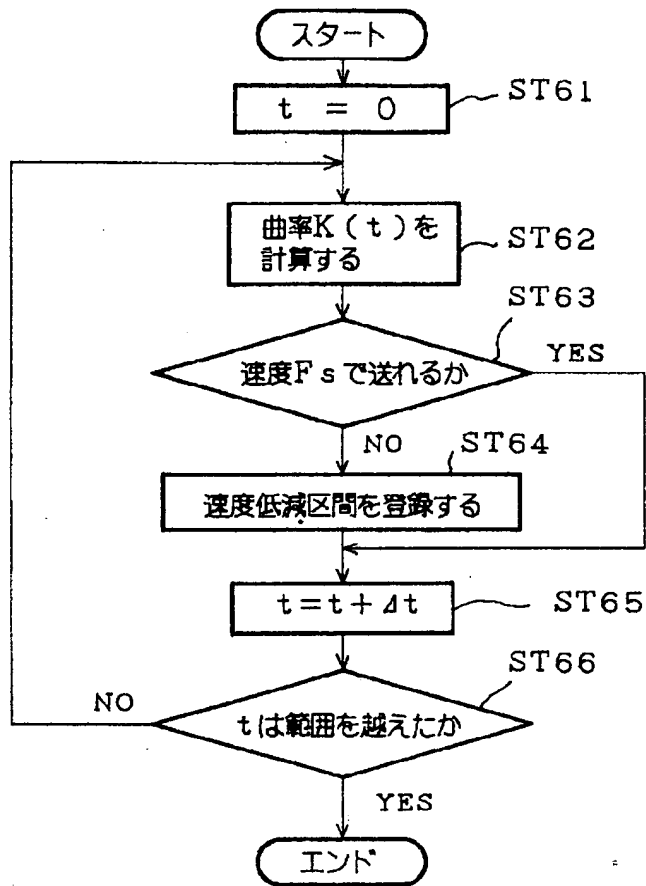 スタート
t = 0
ST61
曲率K(t)を
計算する
ST62
ST63
速度Fsで送れるか
YES
NO
ST64
速度低減区間を登録する
t=t+Δt
ST65
ST66
NO
tは範囲を越えたか
YES
エンド